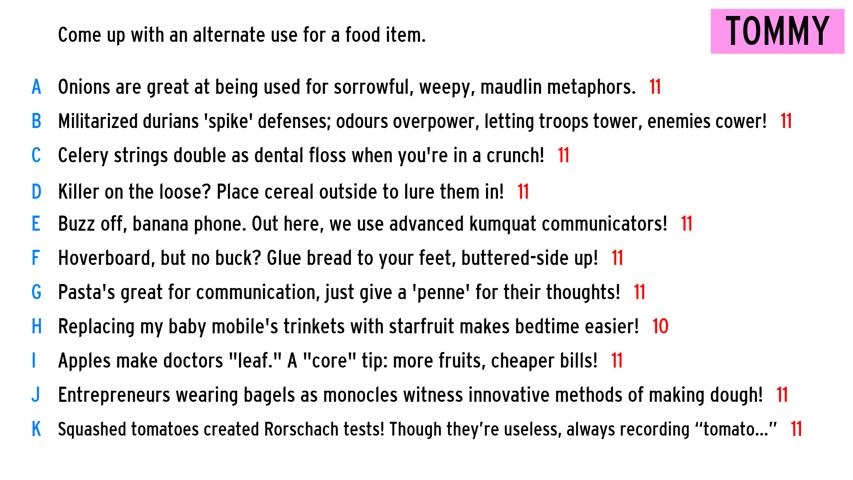 Come up with an alternate use for a food item.
TOMMY
A Onions are great at being used for sorrowful, weepy, maudlin metaphors. 11
B Militarized durians 'spike' defenses; odours overpower, letting troops tower, enemies cower! 11
C Celery strings double as dental floss when you're in a crunch! 11
D Killer on the loose? Place cereal outside to lure them in! 11
E Buzz off, banana phone. Out here, we use advanced kumquat communicators! 11
F Hoverboard, but no buck? Glue bread to your feet, buttered-side up! 11
G Pasta's great for communication, just give a 'penne' for their thoughts! 11
H Replacing my baby mobile's trinkets with starfruit makes bedtime easier! 10
I Apples make doctors "leaf." A "core" tip: more fruits, cheaper bills! 11
J Entrepreneurs wearing bagels as monocles witness innovative methods of making dough! 11
K Squashed tomatoes created Rorschach tests! Though they’re useless, always recording “tomato...” 11